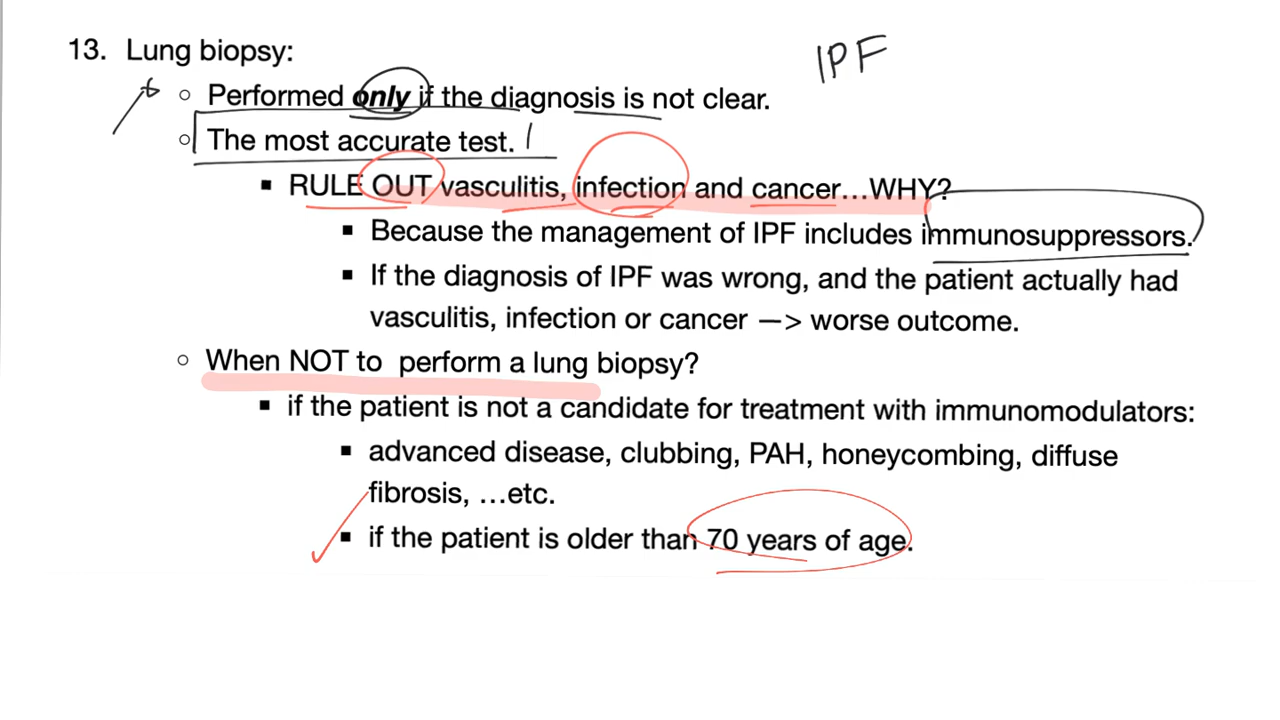 13. Lung biopsy:
IPF
○ Performed only if the diagnosis is not clear.
○ The most accurate test.
▪ RULE OUT vasculitis, infection and cancer…WHY?
▪ Because the management of IPF includes immunosuppressors.
▪ If the diagnosis of IPF was wrong, and the patient actually had
vasculitis, infection or cancer —> worse outcome.
○ When NOT to perform a lung biopsy?
▪ if the patient is not a candidate for treatment with immunomodulators:
▪ advanced disease, clubbing, PAH, honeycombing, diffuse
fibrosis, …etc.
▪ if the patient is older than 70 years of age.